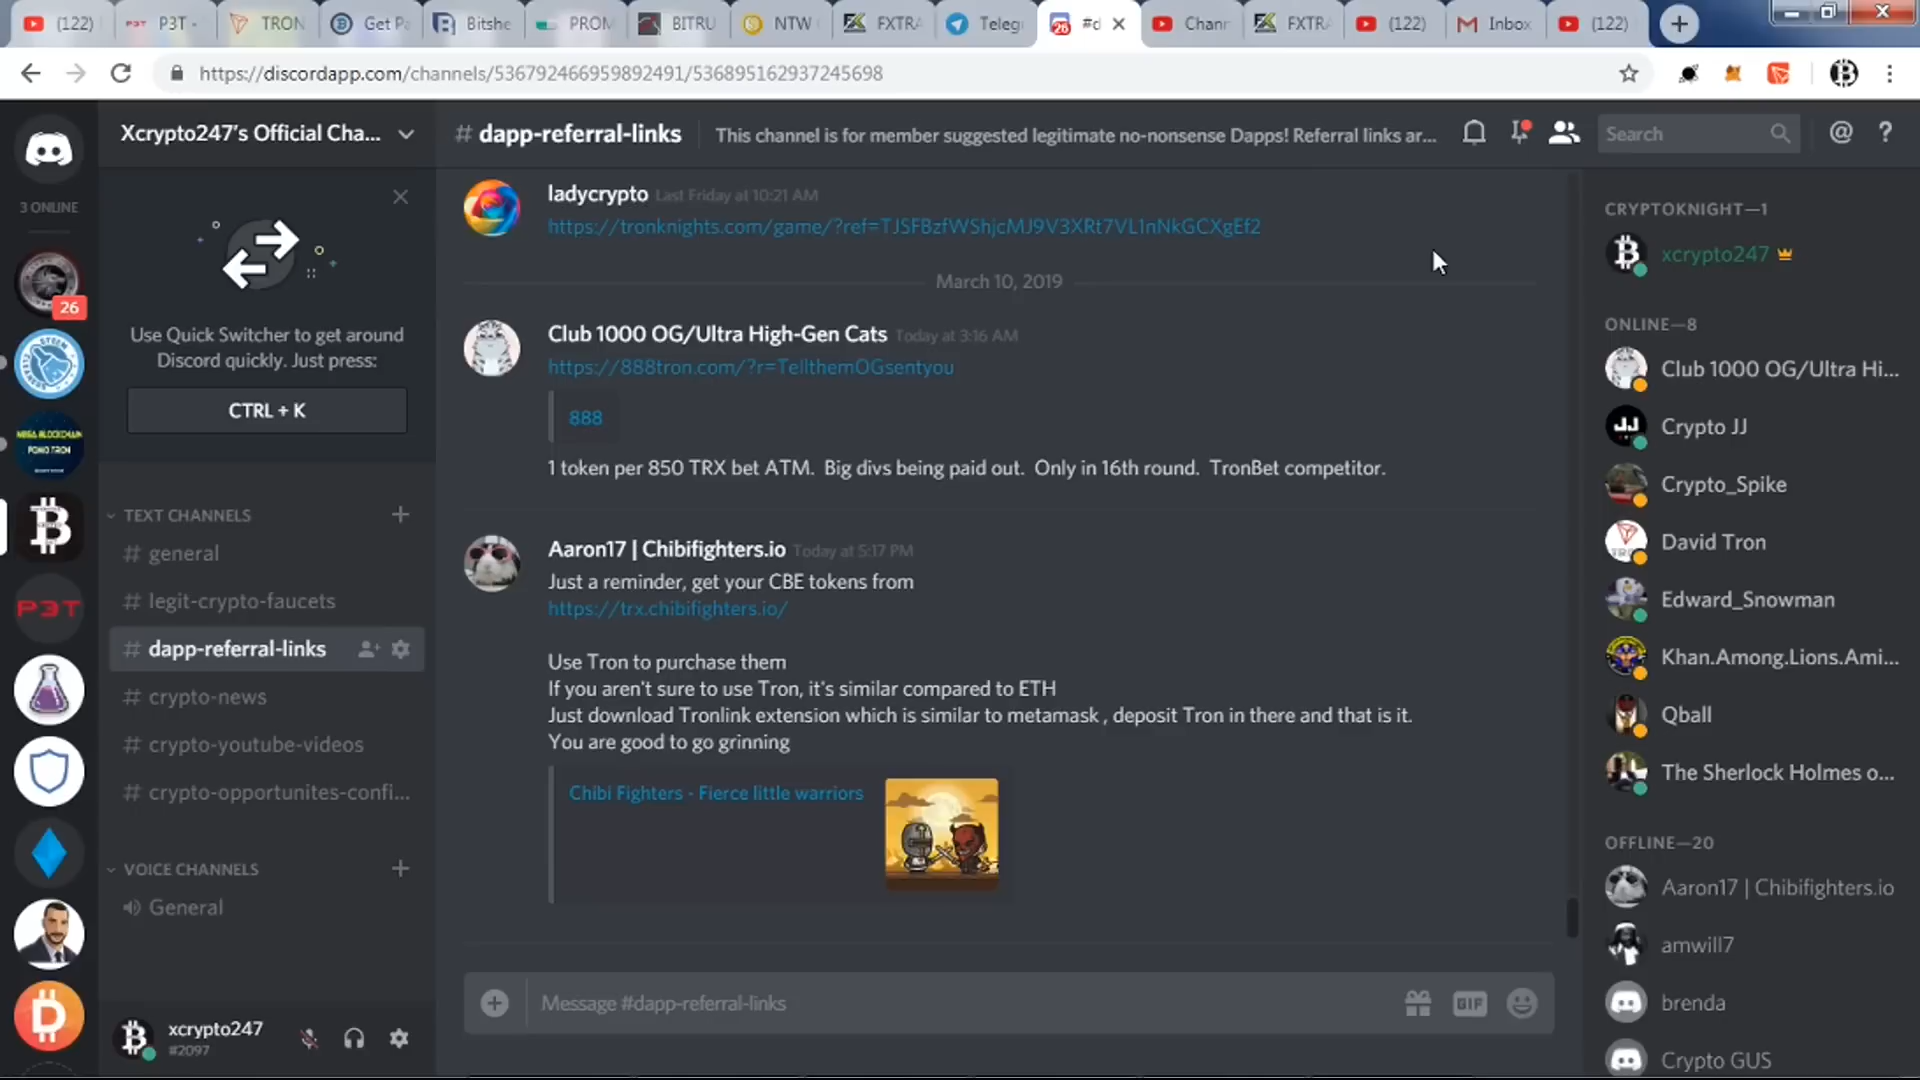 (122)
P3T -
TRON
Get Pa
Bitshe
PROM
BITRU
NTW
FXTRA
Teleg
#d
Chanr
FXTRA
(122)
Inbox
(122)
https://discordapp.com/channels/536792466959892491/536895162937245698
3 ONLINE
26
MEGA BLOCKCHAIN
FOMO TRON
P3T
Xcrypto247's Official Cha...
Use Quick Switcher to get around
Discord quickly. Just press:
CTRL + K
TEXT CHANNELS
# general
# legit-crypto-faucets
# dapp-referral-links
# crypto-news
# crypto-youtube-videos
# crypto-opportunites-confi...
VOICE CHANNELS
General
xcrypto247
#2097
# dapp-referral-links
This channel is for member suggested legitimate no-nonsense Dapps! Referral links ar...
Search
ladycrypto Last Friday at 10:21 AM
https://tronknights.com/game/?ref=TJSFBzfWShjcMJ9V3XRt7VL1nNkGCXgEf2
March 10, 2019
Club 1000 OG/Ultra High-Gen Cats Today at 3:16 AM
https://888tron.com/?r=TellthemOGsentyou
888
1 token per 850 TRX bet ATM. Big divs being paid out. Only in 16th round. TronBet competitor.
Aaron17 | Chibifighters.io Today at 5:17 PM
Just a reminder, get your CBE tokens from
https://trx.chibifighters.io/
Use Tron to purchase them
If you aren't sure to use Tron, it's similar compared to ETH
Just download Tronlink extension which is similar to metamask , deposit Tron in there and that is it.
You are good to go grinning
Chibi Fighters - Fierce little warriors
Message #dapp-referral-links
GIF
CRYPTOKNIGHT—1
xcrypto247
ONLINE—8
Club 1000 OG/Ultra Hi...
Crypto JJ
Crypto_Spike
David Tron
Edward_Snowman
Khan.Among.Lions.Ami...
Qball
The Sherlock Holmes o...
OFFLINE—20
Aaron17 | Chibifighters.io
amwill7
brenda
Crypto GUS